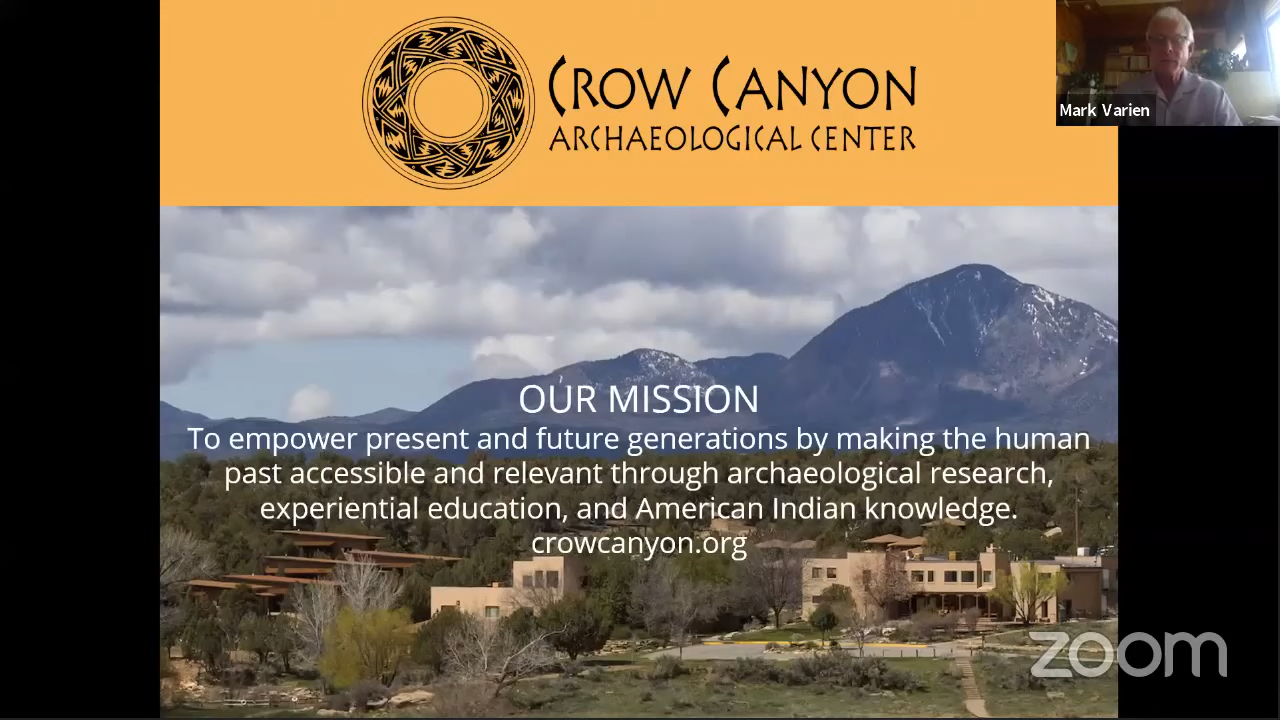 CROW CANYON
ARCHAEOLOGICAL CENTER
Mark Varien
OUR MISSION
To empower present and future generations by making the human
past accessible and relevant through archaeological research,
experiential education, and American Indian knowledge.
crowcanyon.org
zoom